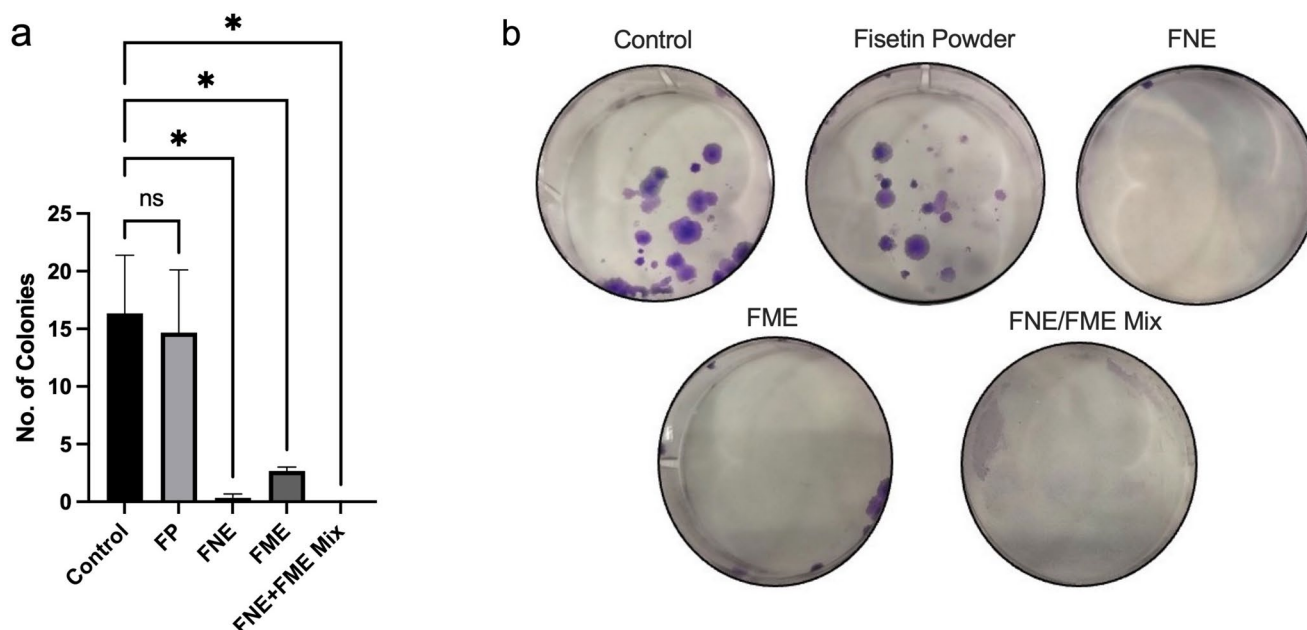 a
*
*
*
ns
25
20
15
10
5
0
No. of Colonies
Control
FP
FNE
FME
FNE+FME Mix
b
Control
Fisetin Powder
FNE
FME
FNE/FME Mix